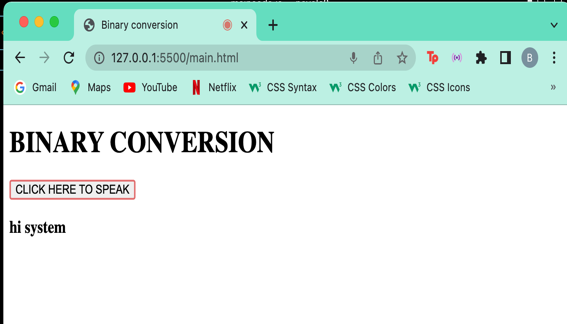 Binary conversion
127.0.0.1:5500/main.html
Tp
B
G Gmail Maps YouTube N Netflix CSS Syntax CSS Colors CSS Icons »
BINARY CONVERSION
CLICK HERE TO SPEAK
hi system